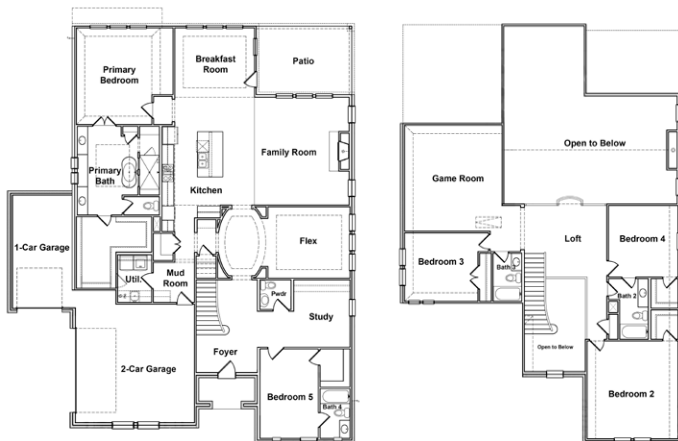 Primary
Bedroom
Breakfast
Room
Patio
Family Room
Primary
Bath
Kitchen
1-Car Garage
Flex
Util.
Mud
Room
Pwdr
Study
2-Car Garage
Foyer
Bedroom 5
Bath 4
Open to Below
Game Room
Loft
Bedroom 4
Bedroom 3
Bath 3
Bath 2
Open to Below
Bedroom 2